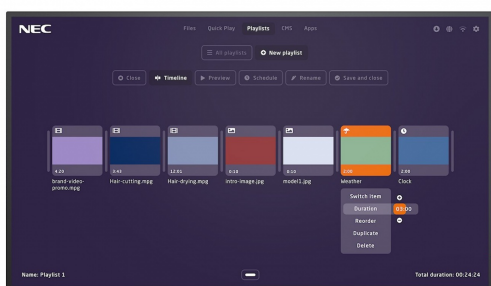 NEC
Files Quick Play Playlists CMS Apps
All playlists New playlist
Close Timeline Preview Schedule Rename Save and close
4:20 3:43 12:01 0:10 0:10 2:00 2:00
brand-video-promo.mpg Hair-cutting.mpg Hair-drying.mpg intro-image.jpg model1.jpg Weather Clock
Switch item
Duration 02:00
Reorder
Duplicate
Delete
Name: Playlist 1 Total duration: 00:24:24